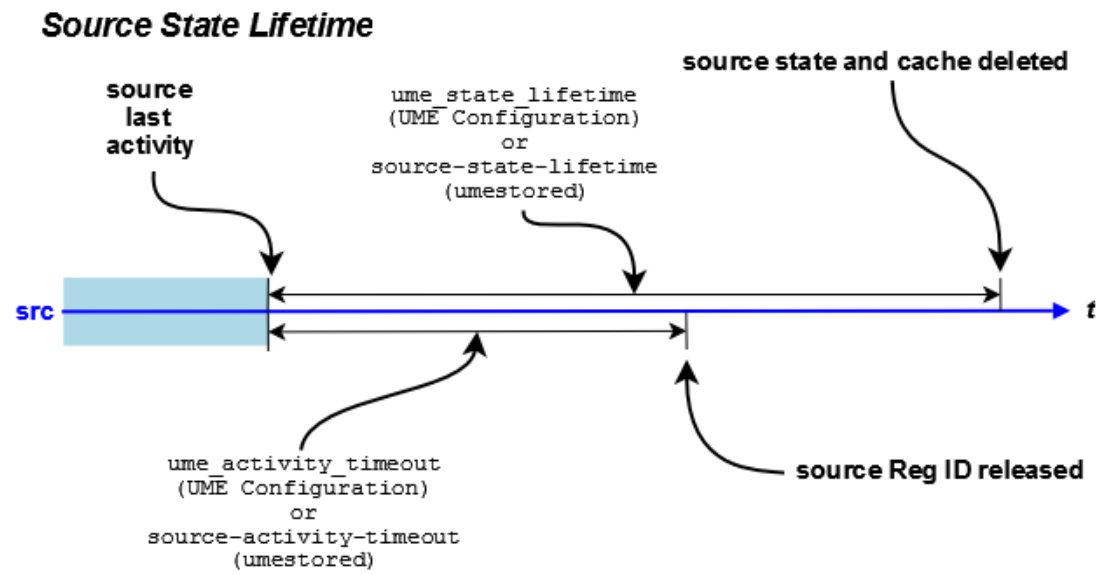 Source State Lifetime
source state and cache deleted
source
last
activity
ume_state_lifetime
(UME Configuration)
or
source-state-lifetime
(umestored)
src
t
ume_activity_timeout
(UME Configuration)
or
source-activity-timeout
(umestored)
source Reg ID released